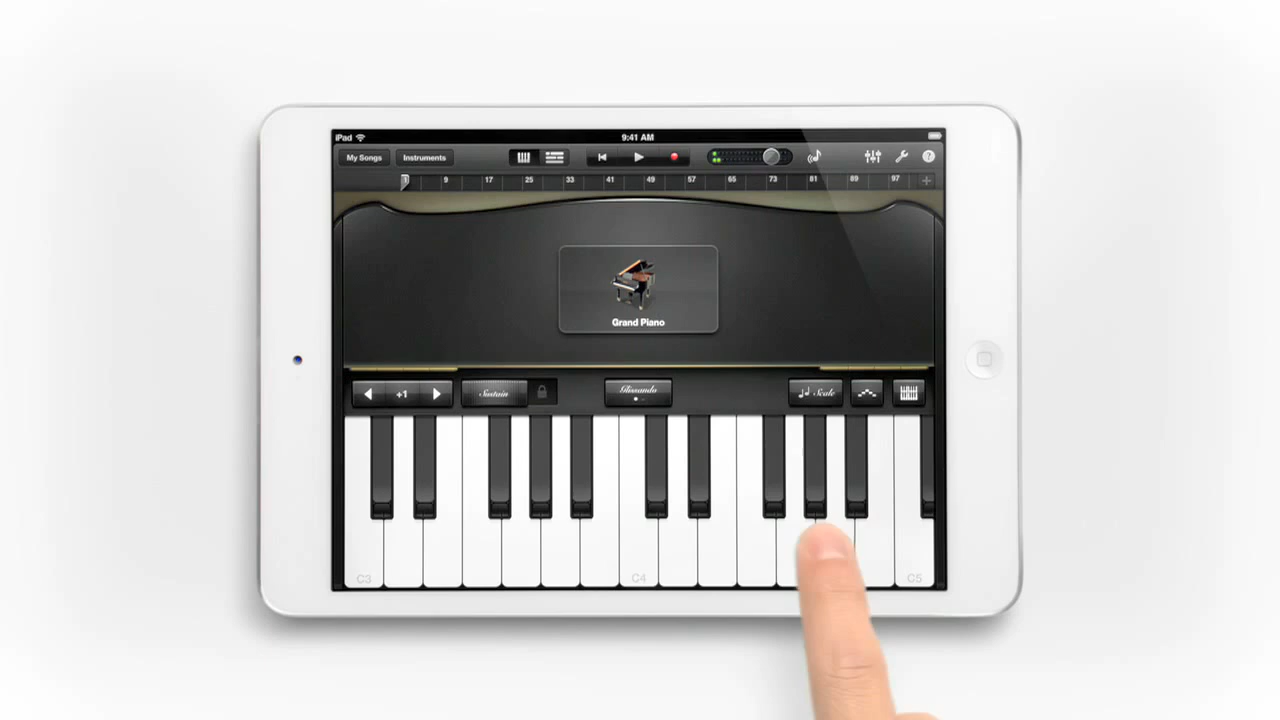 iPad 9:41 AM
My Songs Instruments
1 9 17 25 33 41 49 57 65 73 81 89 97 +
Grand Piano
+1 Sustain Glissando Scale
C3 C4 C5